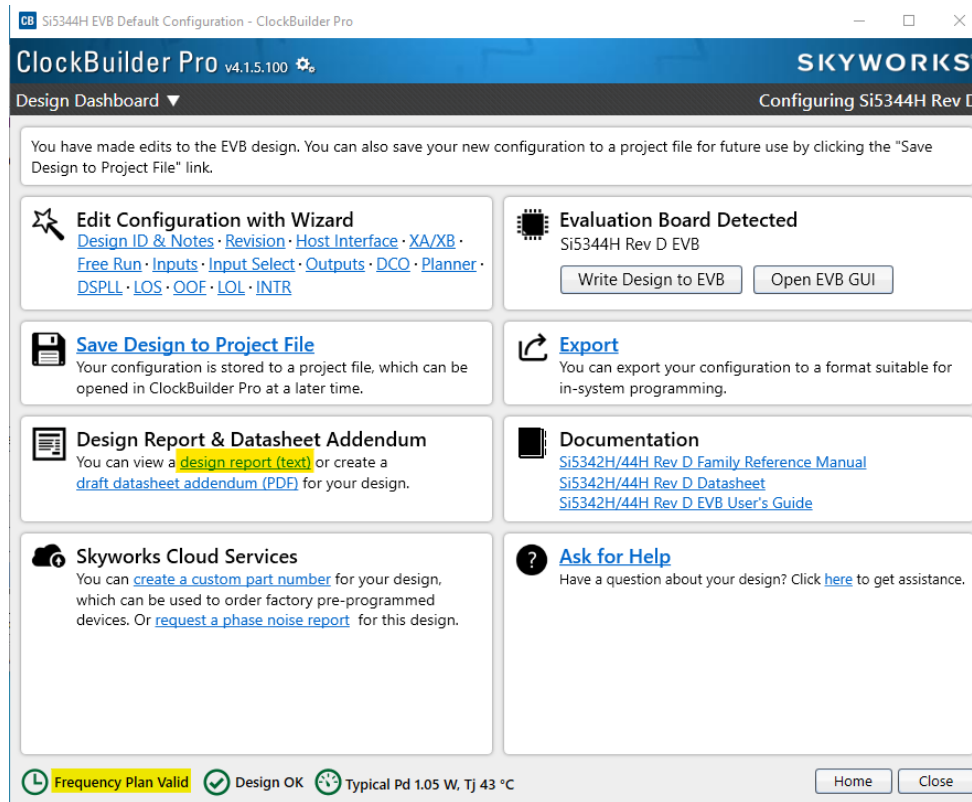 CB Si5344H EVB Default Configuration - ClockBuilder Pro
ClockBuilder Pro v4.1.5.100
SKYWORKS
Design Dashboard ▼
Configuring Si5344H Rev D
You have made edits to the EVB design. You can also save your new configuration to a project file for future use by clicking the "Save
Design to Project File" link.
Edit Configuration with Wizard
Design ID & Notes · Revision · Host Interface · XA/XB ·
Free Run · Inputs · Input Select · Outputs · DCO · Planner ·
DSPLL · LOS · OOF · LOL · INTR
Evaluation Board Detected
Si5344H Rev D EVB
Write Design to EVB
Open EVB GUI
Save Design to Project File
Your configuration is stored to a project file, which can be
opened in ClockBuilder Pro at a later time.
Export
You can export your configuration to a format suitable for
in-system programming.
Design Report & Datasheet Addendum
You can view a design report (text) or create a
draft datasheet addendum (PDF) for your design.
Documentation
Si5342H/44H Rev D Family Reference Manual
Si5342H/44H Rev D Datasheet
Si5342H/44H Rev D EVB User's Guide
Skyworks Cloud Services
You can create a custom part number for your design,
which can be used to order factory pre-programmed
devices. Or request a phase noise report for this design.
? Ask for Help
Have a question about your design? Click here to get assistance.
Frequency Plan Valid
Design OK
Typical Pd 1.05 W, Tj 43 °C
Home
Close